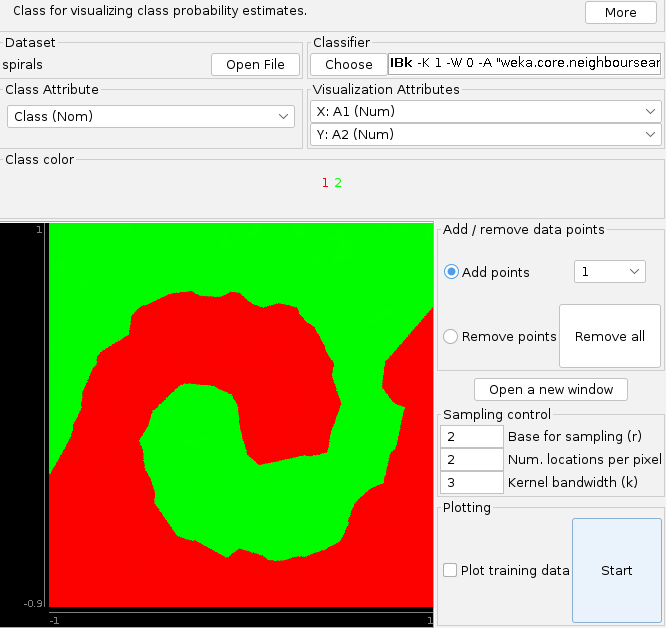 Class for visualizing class probability estimates.
More
Dataset
spirals
Open File
Classifier
Choose
IBk -K 1 -W 0 -A "weka.core.neighboursear
Class Attribute
Class (Nom)
Visualization Attributes
X: A1 (Num)
Y: A2 (Num)
Class color
1 2
1
-0.9
-1
1
Add / remove data points
Add points
1
Remove points
Remove all
Open a new window
Sampling control
2 Base for sampling (r)
2 Num. locations per pixel
3 Kernel bandwidth (k)
Plotting
Plot training data
Start